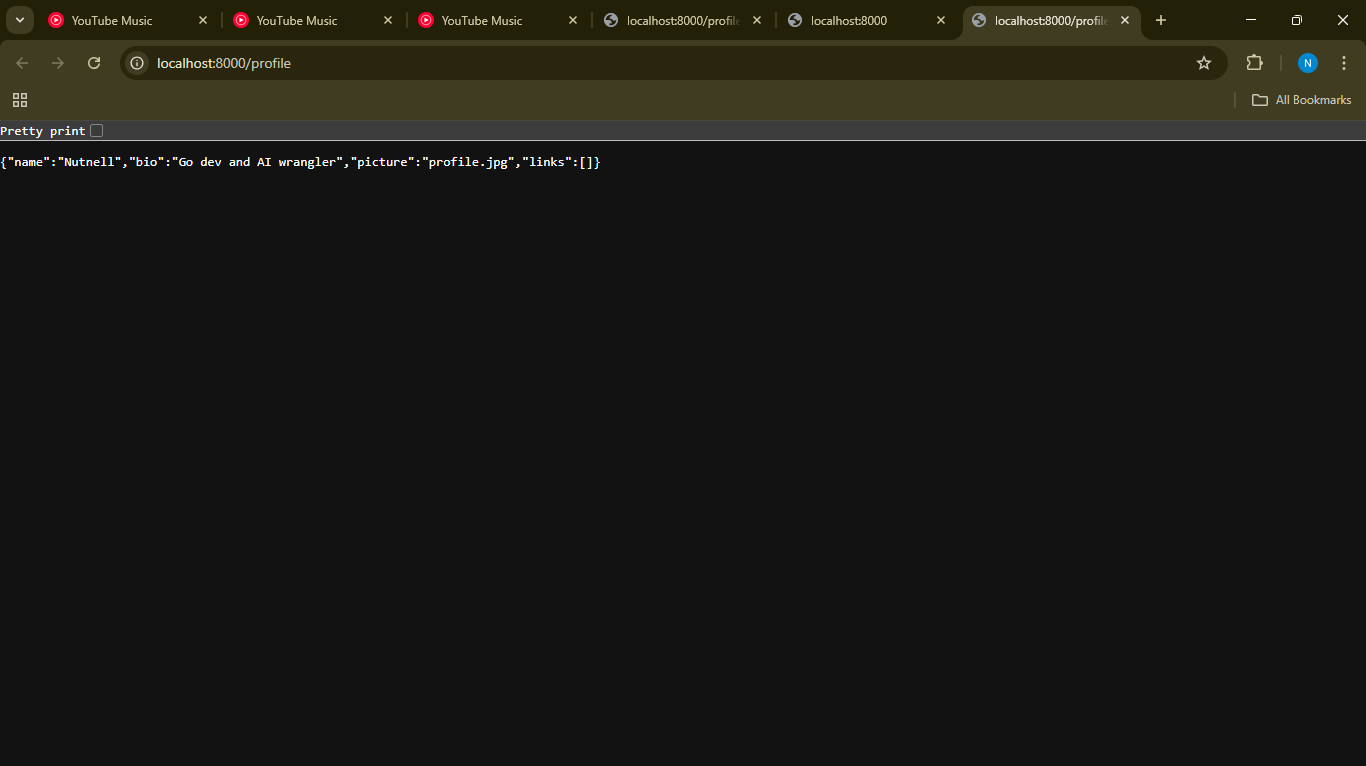 YouTube Music
YouTube Music
YouTube Music
localhost:8000/profile
localhost:8000
localhost:8000/profile
localhost:8000/profile
N
All Bookmarks
Pretty print
{"name":"Nutnell","bio":"Go dev and AI wrangler","picture":"profile.jpg","links":[]}